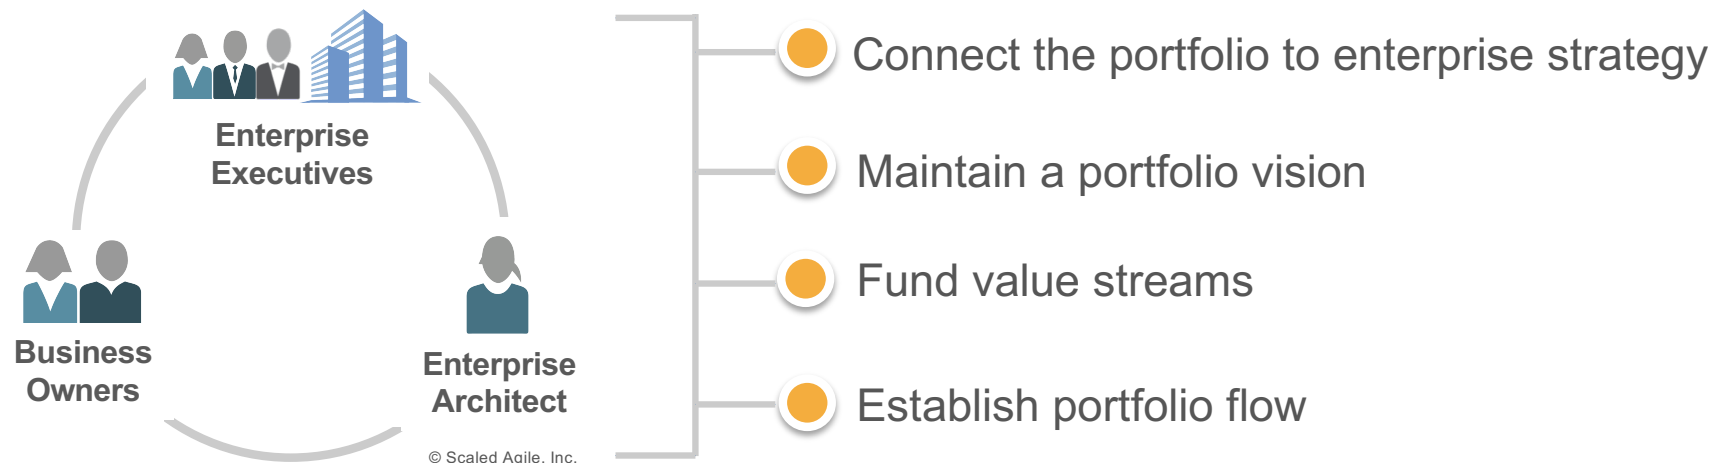 Enterprise
Executives
Business
Owners
Enterprise
Architect
© Scaled Agile, Inc.
Connect the portfolio to enterprise strategy
Maintain a portfolio vision
Fund value streams
Establish portfolio flow